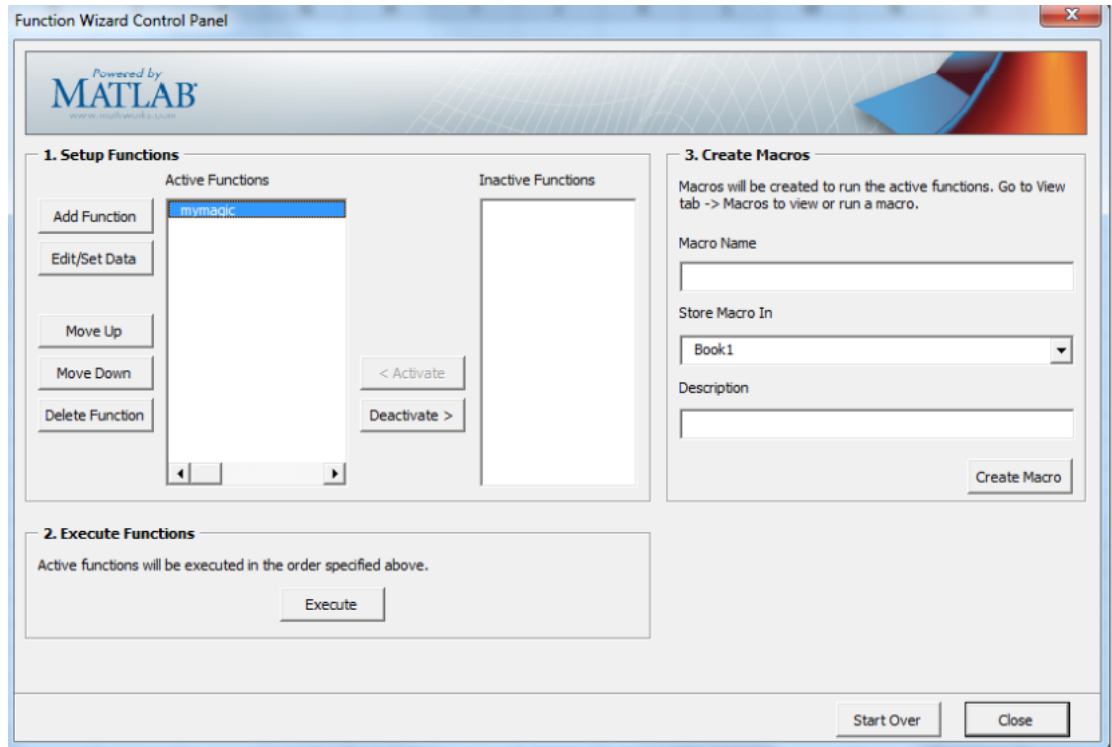 Function Wizard Control Panel
X
Powered by
MATLAB®
www.mathworks.com
1. Setup Functions
Active Functions
Inactive Functions
Add Function
mymagic
Edit/Set Data
Move Up
Move Down
< Activate
Delete Function
Deactivate >
2. Execute Functions
Active functions will be executed in the order specified above.
Execute
3. Create Macros
Macros will be created to run the active functions. Go to View
tab -> Macros to view or run a macro.
Macro Name
Store Macro In
Book1
Description
Create Macro
Start Over
Close